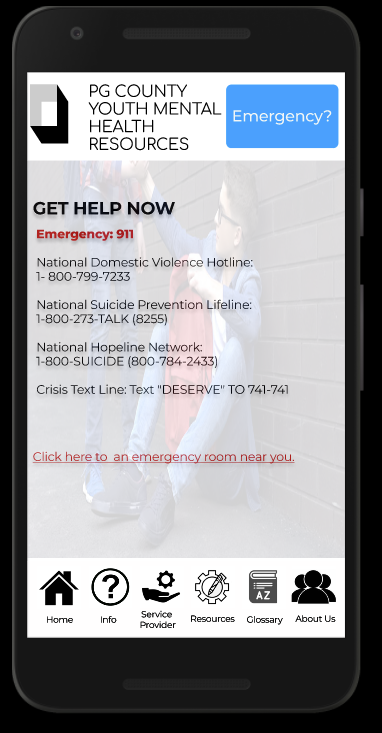 PG COUNTY
YOUTH MENTAL
HEALTH
RESOURCES
Emergency?
GET HELP NOW
Emergency: 911
National Domestic Violence Hotline:
1- 800-799-7233
National Suicide Prevention Lifeline:
1-800-273-TALK (8255)
National Hopeline Network:
1-800-SUICIDE (800-784-2433)
Crisis Text Line: Text "DESERVE" TO 741-741
Click here to  an emergency room near you.
AZ
Home
Info
Service
Provider
Resources
Glossary
About Us